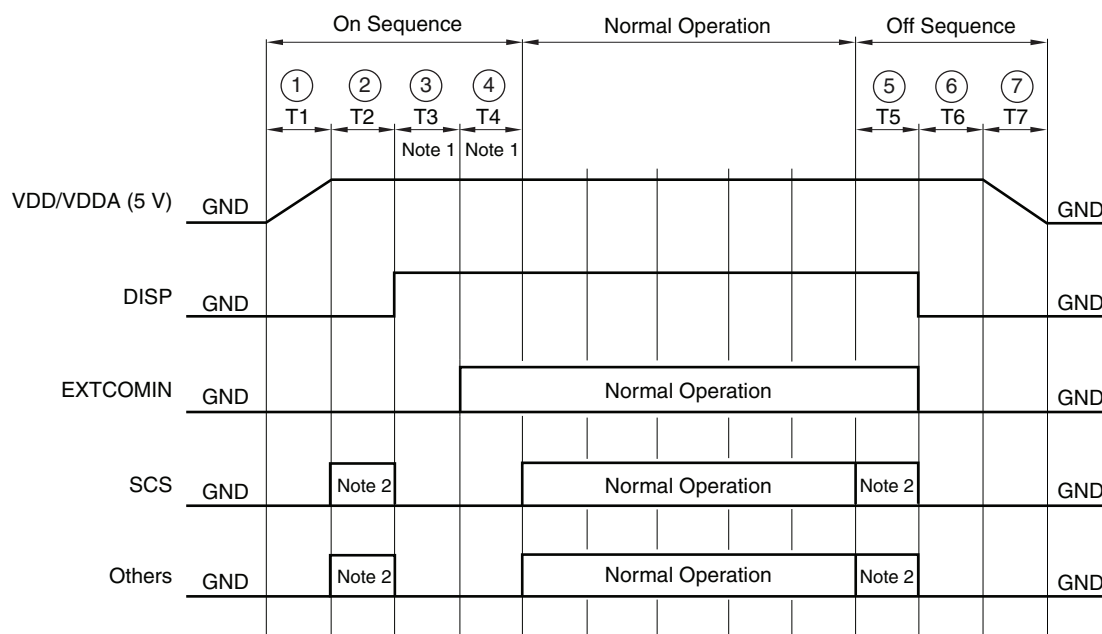 On Sequence Normal Operation Off Sequence
1 2 3 4 5 6 7
T1 T2 T3 T4 T5 T6 T7
Note 1 Note 1
VDD/VDDA (5 V) GND GND
DISP GND GND
EXTCOMIN GND Normal Operation GND
SCS GND Note 2 Normal Operation Note 2 GND
Others GND Note 2 Normal Operation Note 2 GND